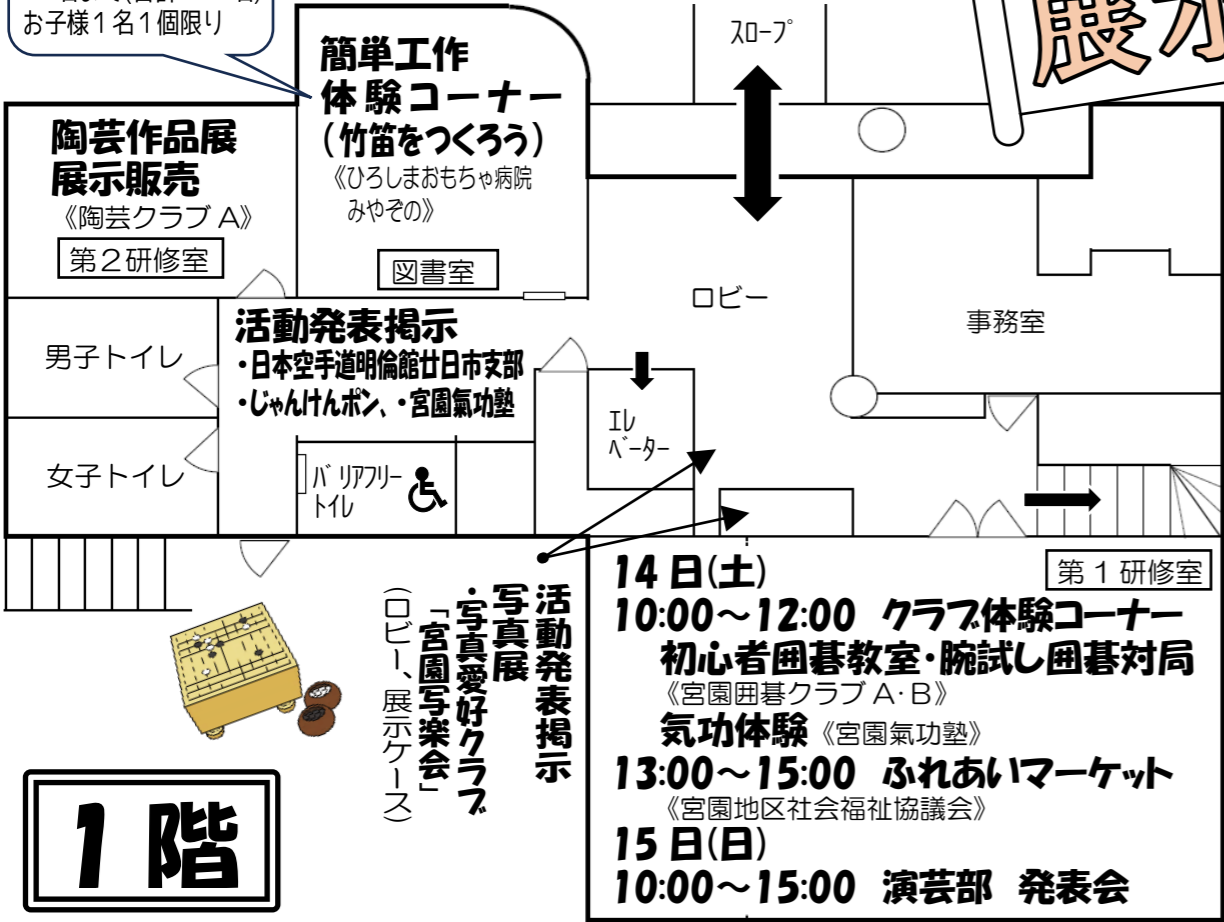 お子様１名１個限り
展示
スロープ
簡単工作
体験コーナー
(竹笛をつくろう)
《ひろしまおもちゃ病院
みやぞの》
図書室
陶芸作品展
展示販売
《陶芸クラブ A》
第２研修室
ロビー
事務室
男子トイレ
女子トイレ
活動発表掲示
・日本空手道明倫館廿日市支部
・じゃんけんポン、・宮園氣功塾
エレ
ベーター
バリアフリー
トイレ
活動発表掲示
写真展
・写真愛好クラブ
「宮園写楽会」
(ロビー、展示ケース)
第 1 研修室
14 日(土)
10:00～12:00 クラブ体験コーナー
初心者囲碁教室・腕試し囲碁対局
《宮園囲碁クラブ A・B》
気功体験《宮園氣功塾》
13:00～15:00 ふれあいマーケット
《宮園地区社会福祉協議会》
15 日(日)
10:00～15:00 演芸部 発表会
1 階